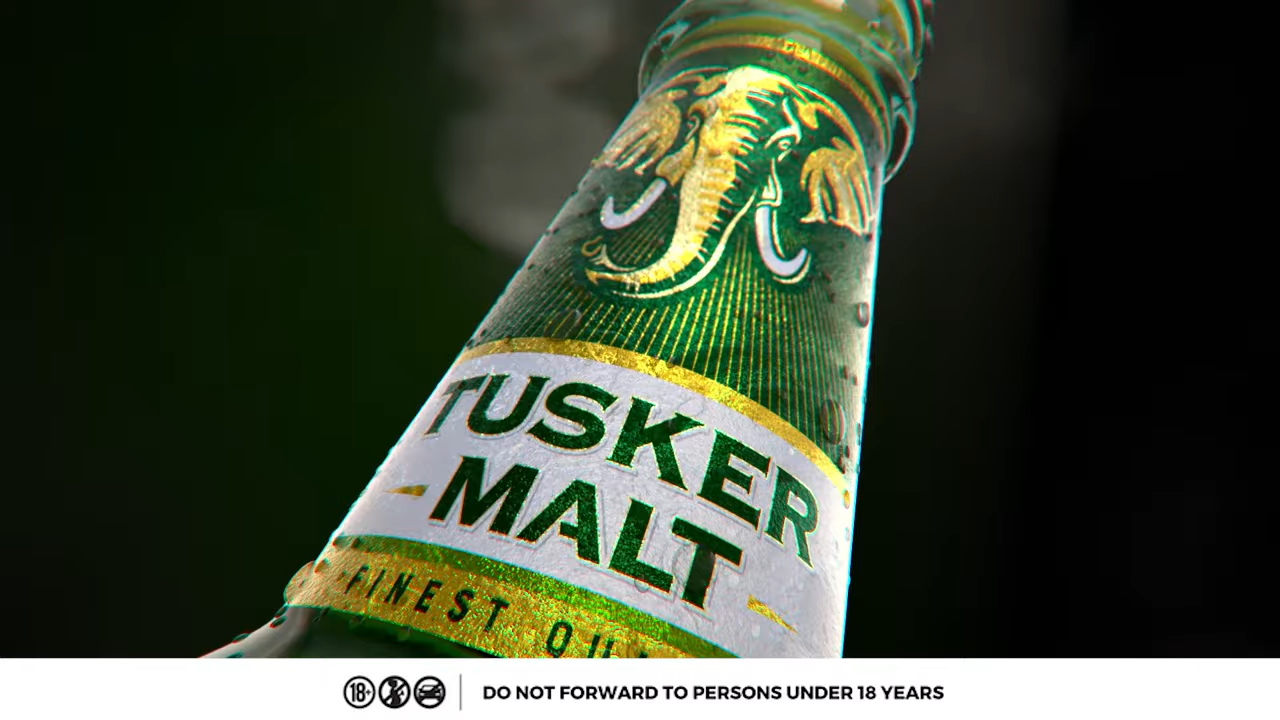 TUSKER
MALT
FINEST
18+
DO NOT FORWARD TO PERSONS UNDER 18 YEARS